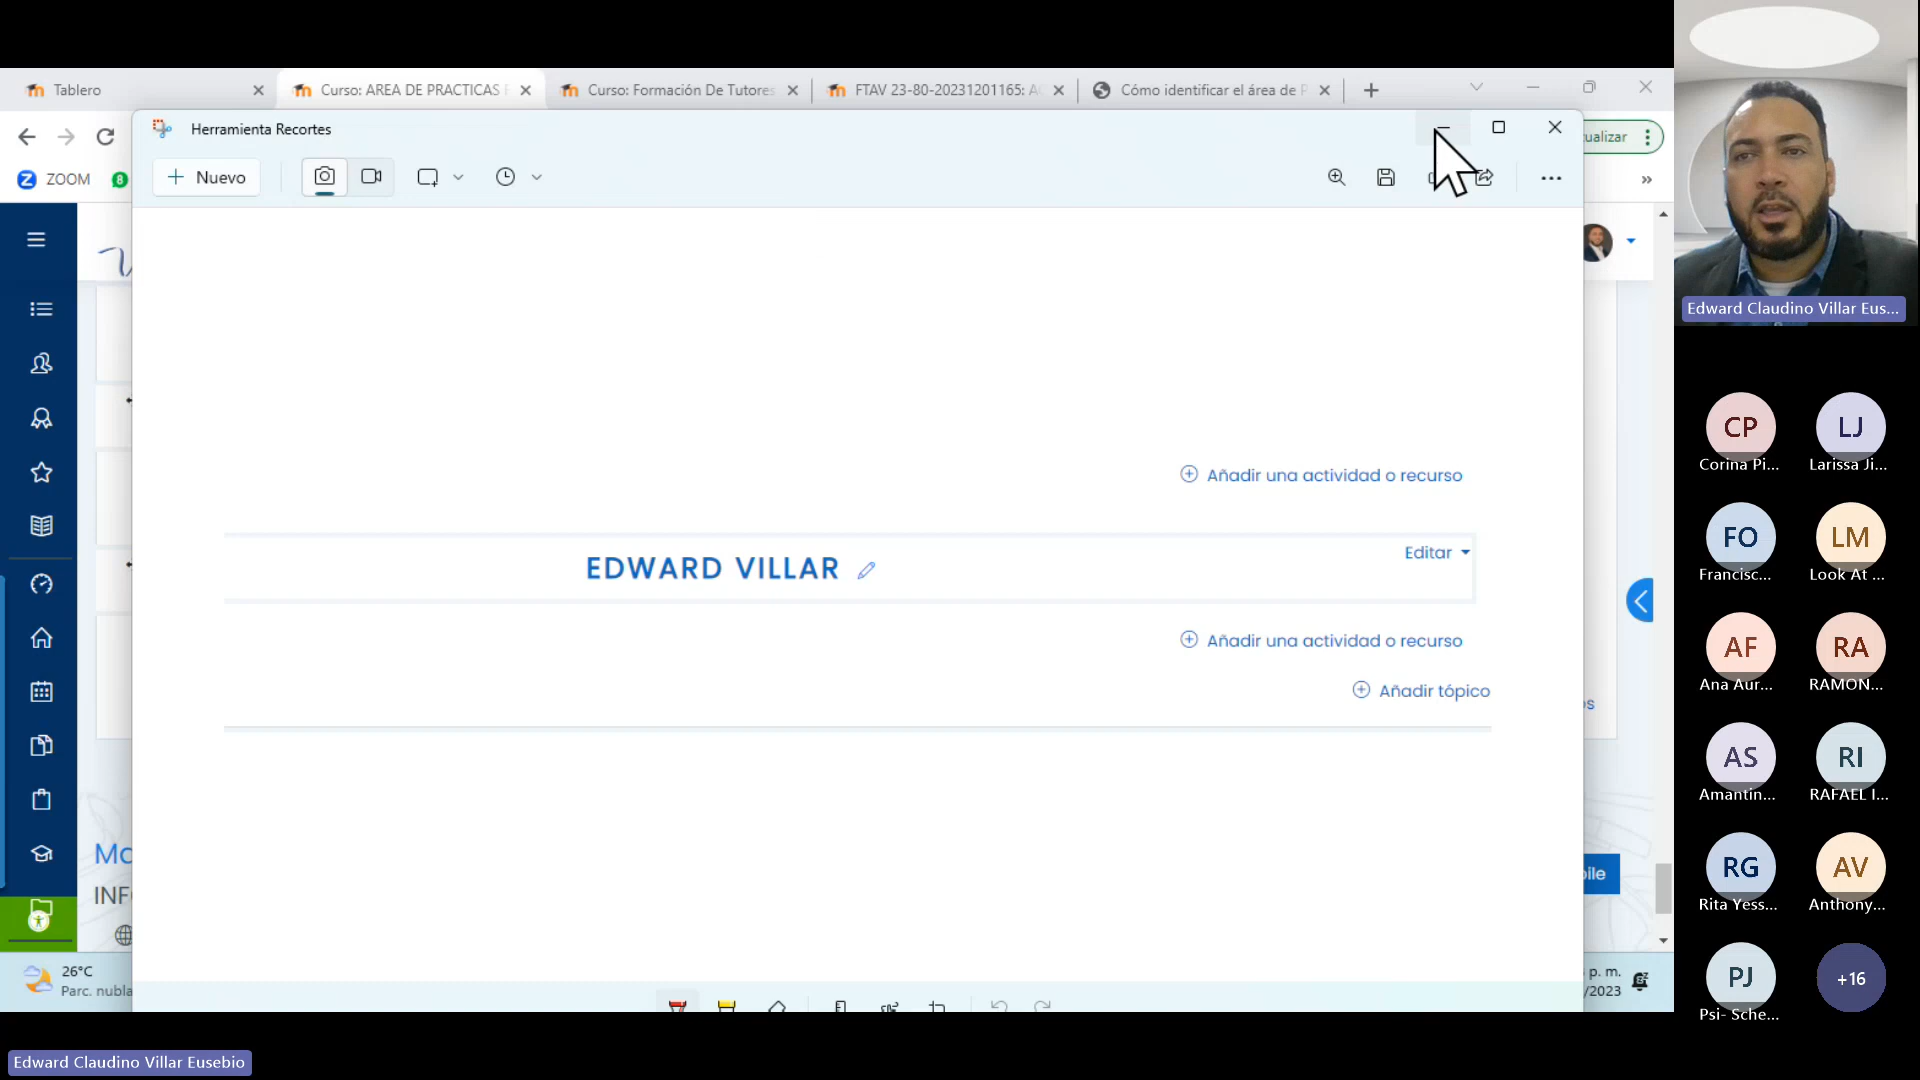 Tablero
Curso: AREA DE PRACTICAS
Curso: Formación De Tutores
FTAV 23-80-20231201165:
Cómo identificar el área de
Herramienta Recortes
ualizar
ZOOM
8
Nuevo
Añadir una actividad o recurso
EDWARD VILLAR
Editar
Añadir una actividad o recurso
Añadir tópico
26°C
Parc. nubla
p. m.
/2023
Edward Claudino Villar Eus...
CP
Corina Pi...
LJ
Larissa Ji...
FO
Francisc...
LM
Look At ...
AF
Ana Aur...
RA
RAMON...
AS
Amantin...
RI
RAFAEL I...
RG
Rita Yess...
AV
Anthony...
PJ
Psi- Sche...
+16
Edward Claudino Villar Eusebio